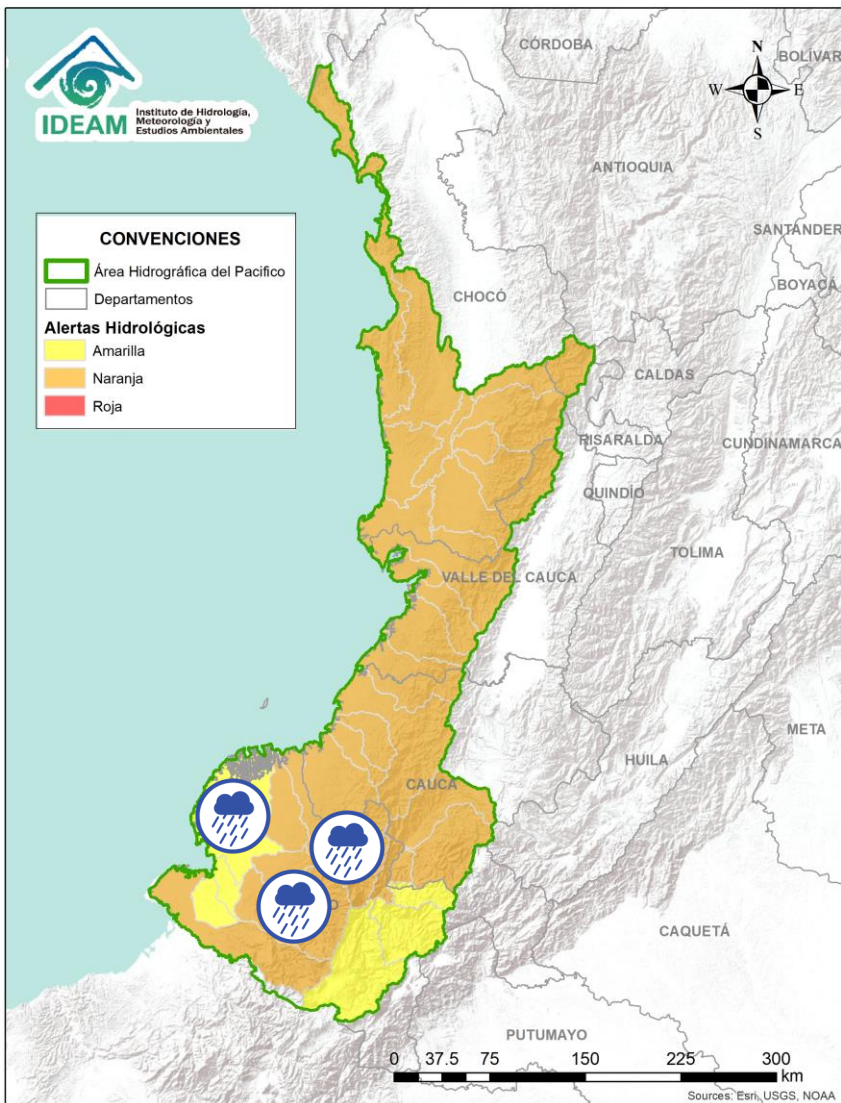 IDEAM
Instituto de Hidrología,
Meteorología y
Estudios Ambientales
CÓRDOBA
BOLÍVAR
N
W
E
S
ANTIOQUIA
SANTANDER
BOYACÁ
CONVENCIONES
Área Hidrográfica del Pacifico
Departamentos
Alertas Hidrológicas
Amarilla
Naranja
Roja
CHOCÓ
CALDAS
RISARALDA
CUNDINAMARCA
QUINDÍO
TOLIMA
VALLE DEL CAUCA
META
HUILA
CAUCA
CAQUETÁ
PUTUMAYO
0 37.5 75 150 225 300
km
Sources: Esri, USGS, NOAA